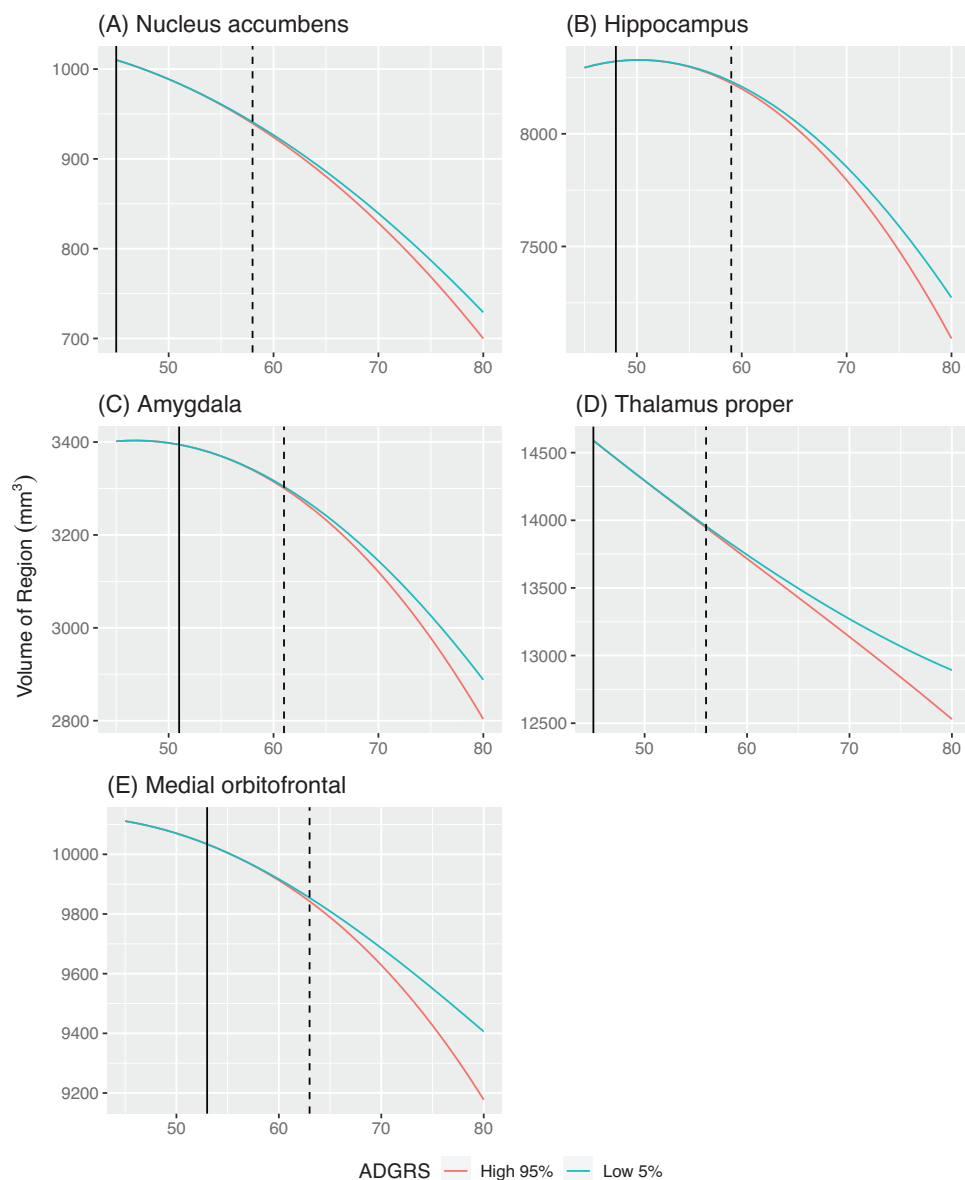 (A) Nucleus accumbens
1000
900
800
700
50 60 70 80
(B) Hippocampus
8000
7500
50 60 70 80
(C) Amygdala
3400
3200
3000
2800
50 60 70 80
(D) Thalamus proper
14500
14000
13500
13000
12500
50 60 70 80
Volume of Region (mm³)
(E) Medial orbitofrontal
10000
9800
9600
9400
9200
50 60 70 80
ADGRS High 95% Low 5%